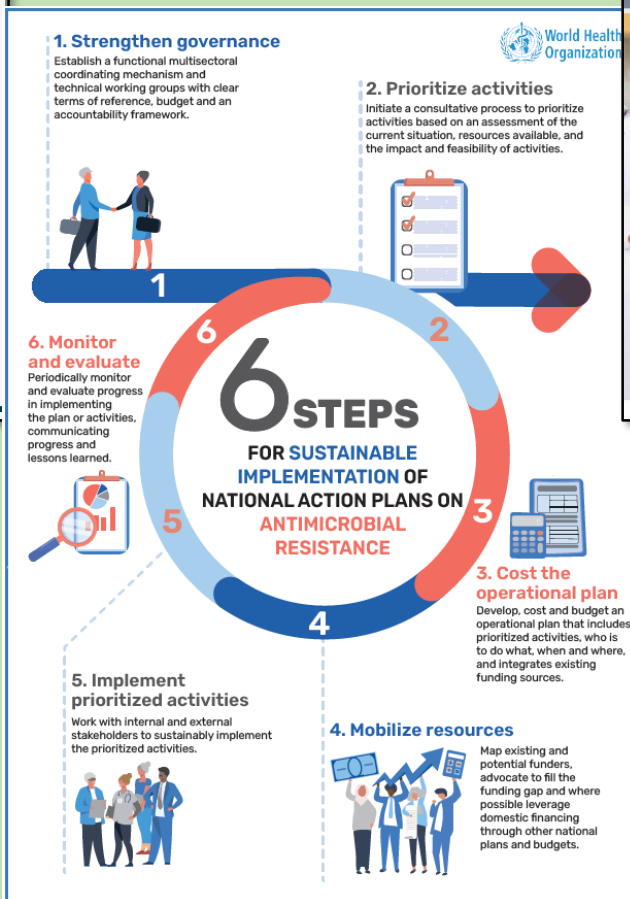 1. Strengthen governance
Establish a functional multisectoral
coordinating mechanism and
technical working groups with clear
terms of reference, budget and an
accountability framework.
World Health
Organization
2. Prioritize activities
Initiate a consultative process to prioritize
activities based on an assessment of the
current situation, resources available, and
the impact and feasibility of activities.
1
2
6
6. Monitor
and evaluate
Periodically monitor
and evaluate progress
in implementing
the plan or activities,
communicating
progress and
lessons learned.
6 STEPS
FOR SUSTAINABLE
IMPLEMENTATION OF
NATIONAL ACTION PLANS ON
ANTIMICROBIAL
RESISTANCE
5
3
3. Cost the
operational plan
Develop, cost and budget an
operational plan that includes
prioritized activities, who is
to do what, when and where,
and integrates existing
funding sources.
4
5. Implement
prioritized activities
Work with internal and external
stakeholders to sustainably implement
the prioritized activities.
4. Mobilize resources
Map existing and
potential funders,
advocate to fill the
funding gap and where
possible leverage
domestic financing
through other national
plans and budgets.